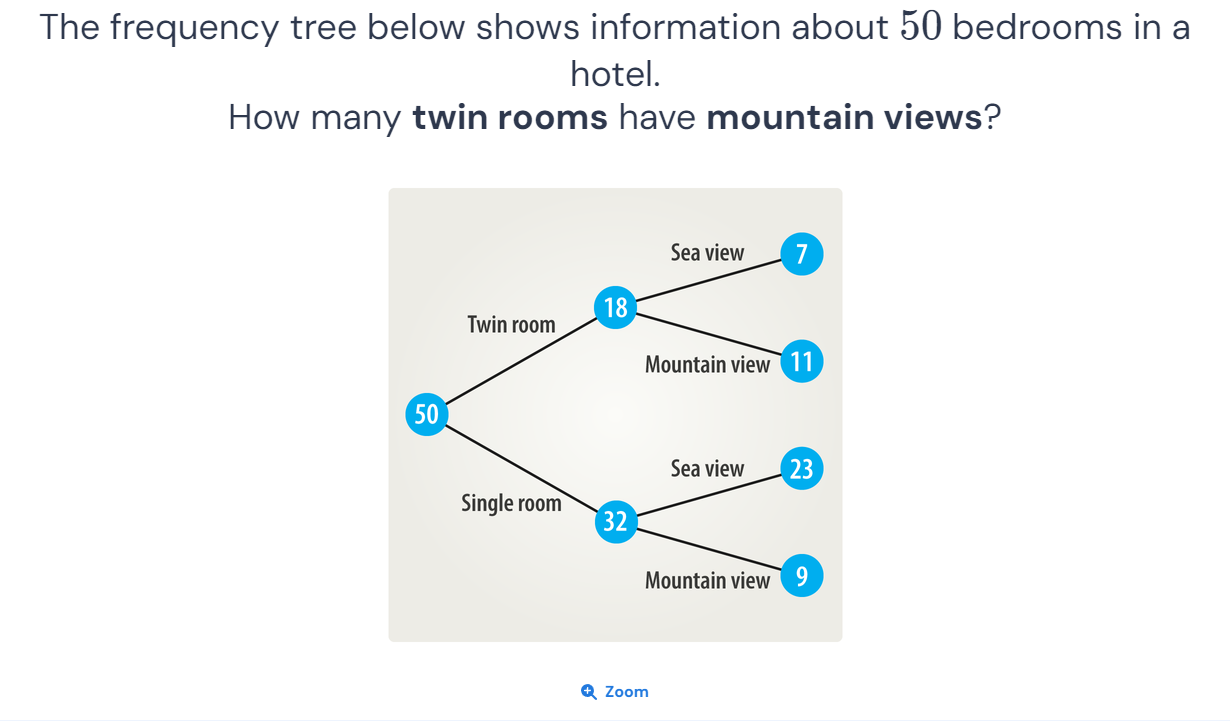 The frequency tree below shows information about 50 bedrooms in a
hotel.
How many twin rooms have mountain views?
Sea view
7
18
Twin room
Mountain view
11
50
Sea view
23
Single room
32
Mountain view
9
Zoom